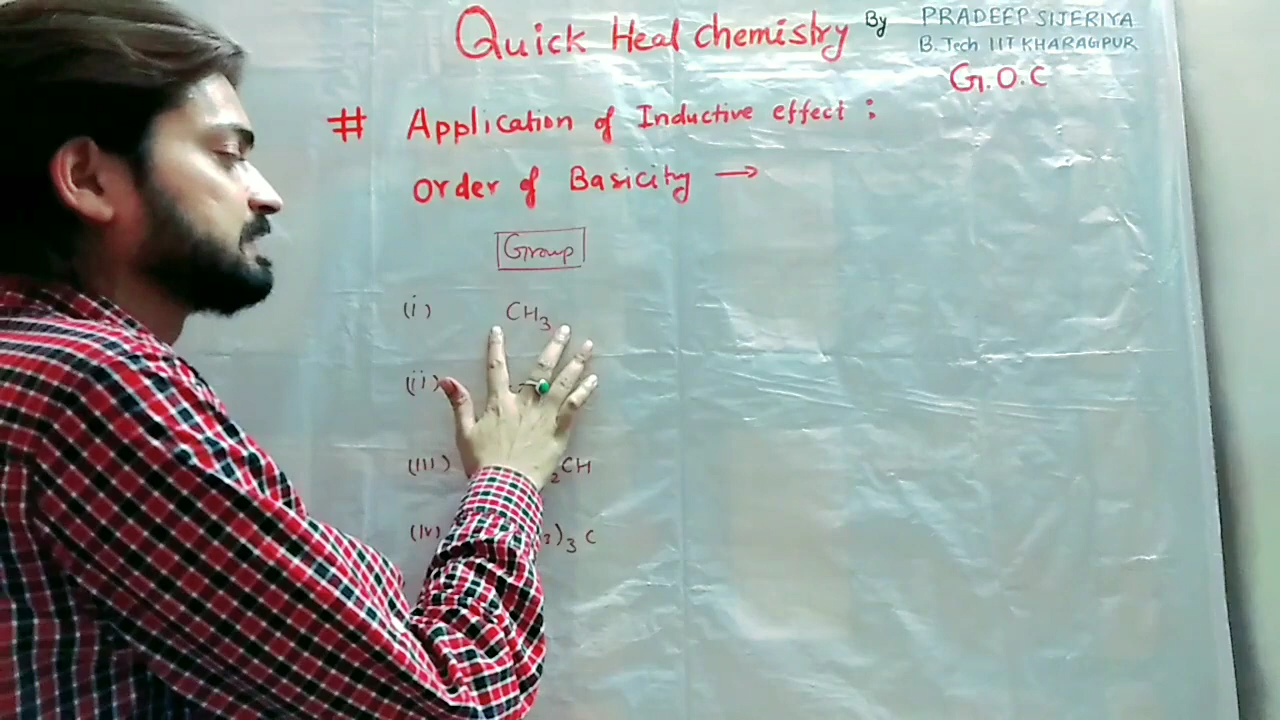 Quick Heal chemistry By PRADEEP SIJERIYA
B.Tech IIT KHARAGPUR
G.O.C
# Application of Inductive effect :
order of Basicity →
Group
(i) CH3
(ii)
(III) 2CH
(iv) 3)3 C